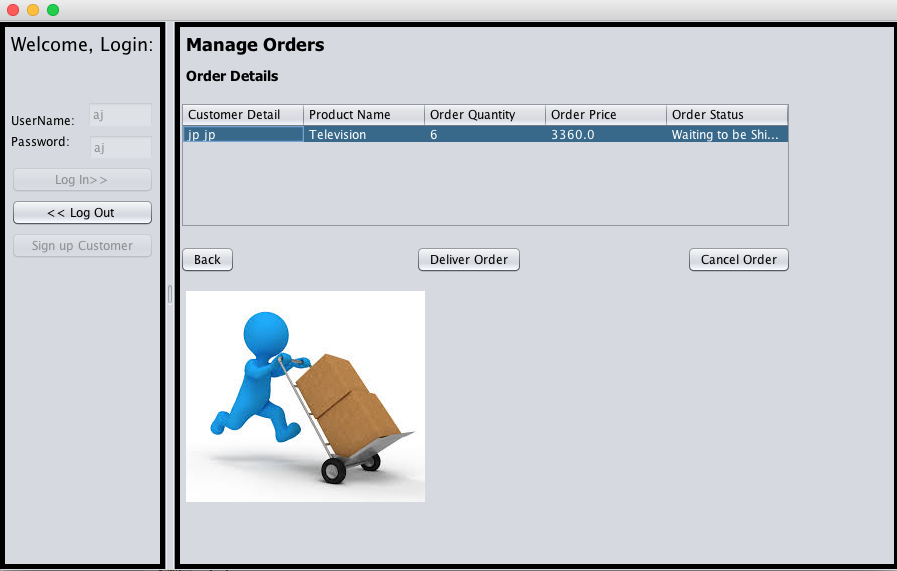 Welcome, Login:
UserName: aj
Password: aj
Log In>>
<< Log Out
Sign up Customer
Manage Orders
Order Details
Customer Detail Product Name Order Quantity Order Price Order Status
jp jp Television 6 3360.0 Waiting to be Shi...
Back Deliver Order Cancel Order